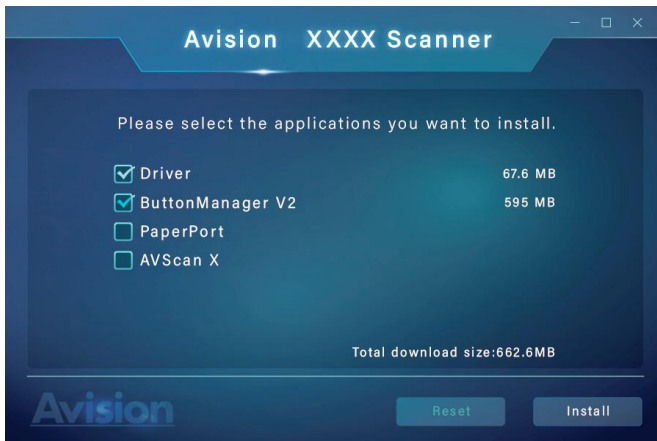 Avision XXXX Scanner
Please select the applications you want to install.
Driver 67.6 MB
ButtonManager V2 595 MB
PaperPort
AVScan X
Total download size:662.6MB
Avision
Reset
Install